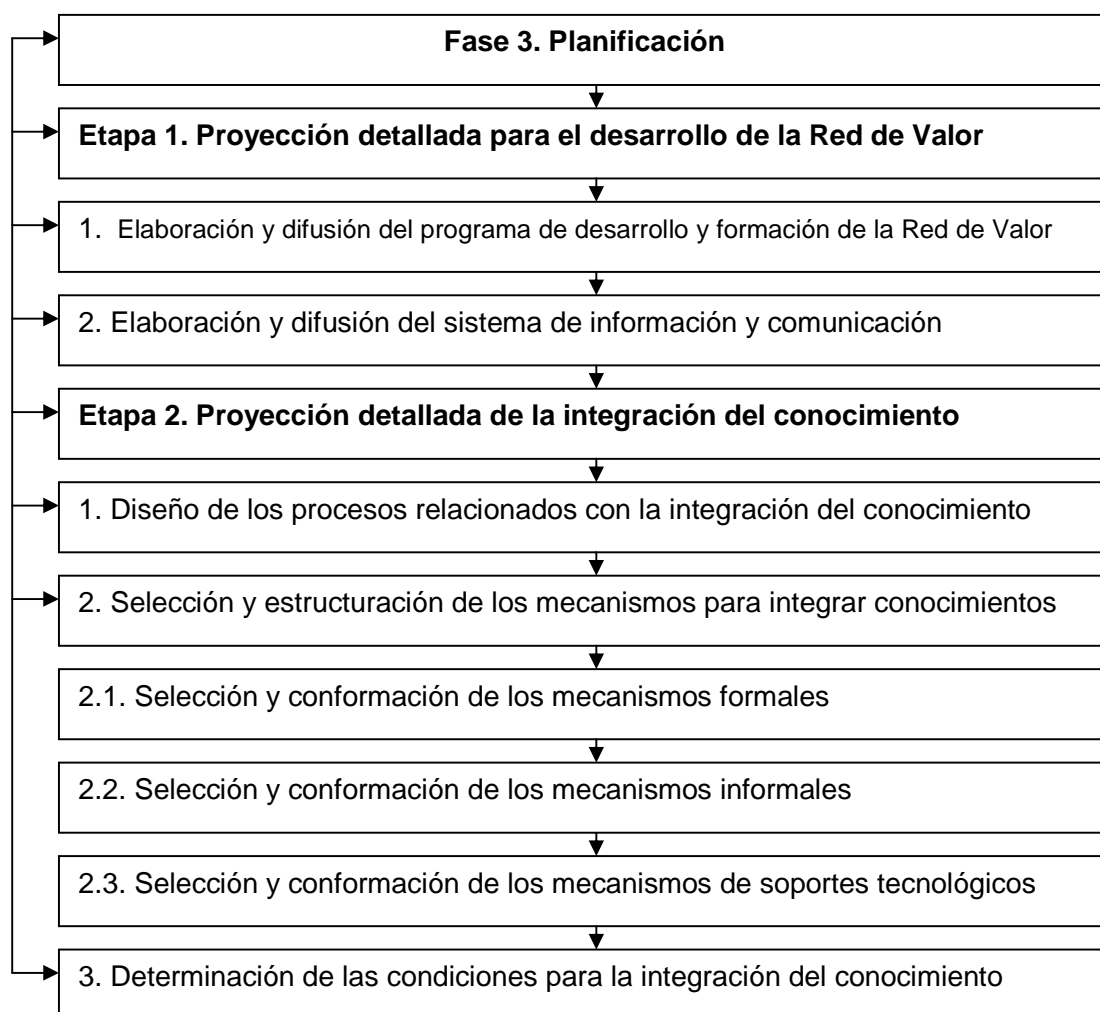 Fase 3. Planificación
Etapa 1. Proyección detallada para el desarrollo de la Red de Valor
1. Elaboración y difusión del programa de desarrollo y formación de la Red de Valor
2. Elaboración y difusión del sistema de información y comunicación
Etapa 2. Proyección detallada de la integración del conocimiento
1. Diseño de los procesos relacionados con la integración del conocimiento
2. Selección y estructuración de los mecanismos para integrar conocimientos
2.1. Selección y conformación de los mecanismos formales
2.2. Selección y conformación de los mecanismos informales
2.3. Selección y conformación de los mecanismos de soportes tecnológicos
3. Determinación de las condiciones para la integración del conocimiento